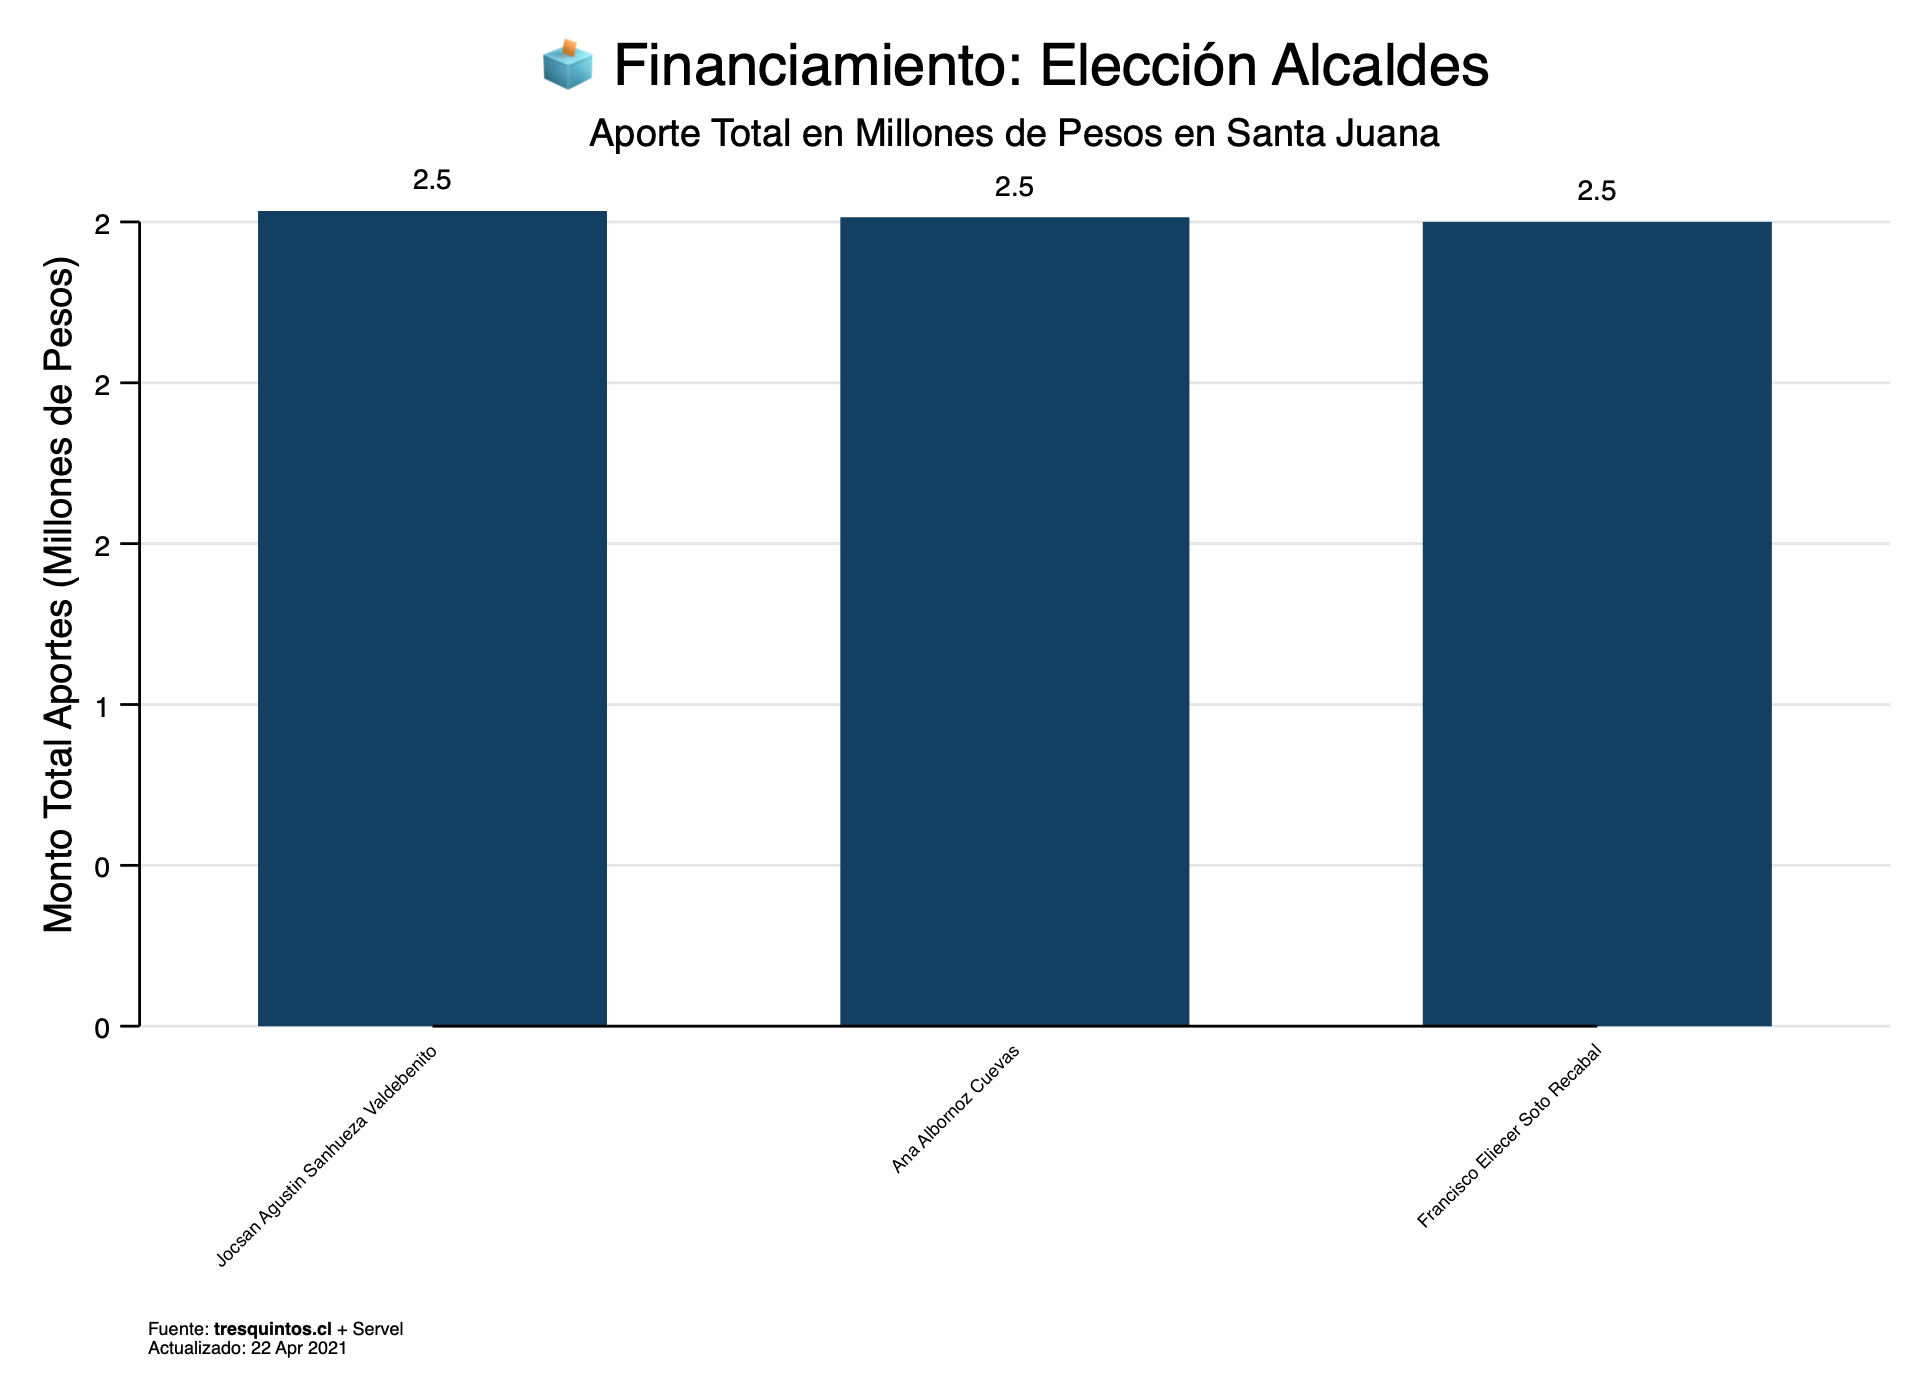 Financiamiento: Elección Alcaldes
Aporte Total en Millones de Pesos en Santa Juana
2.5
2.5
2.5
Monto Total Aportes (Millones de Pesos)
2
2
2
1
0
0
Jocsan Agustin Sanhueza Valdebenito
Ana Albornoz Cuevas
Francisco Eliecer Soto Recabal
Fuente: tresquintos.cl + Servel
Actualizado: 22 Apr 2021